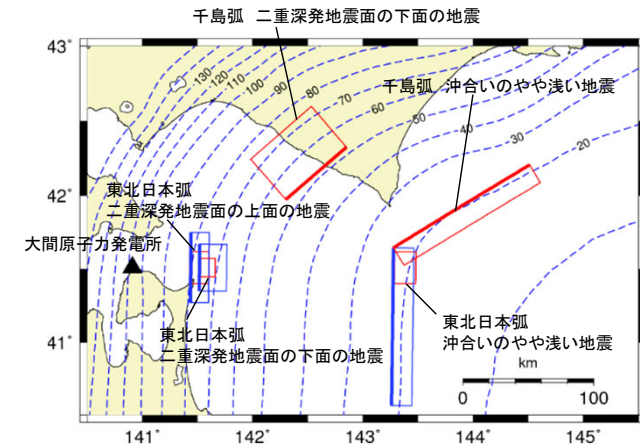 千島弧 二重深発地震面の下面の地震
43°
千島弧 沖合いのやや浅い地震
130
120
110
100
90
80
70
60
50
40
30
20
42°
東北日本弧
二重深発地震面の上面の地震
大間原子力発電所
東北日本弧
二重深発地震面の下面の地震
東北日本弧
沖合いのやや浅い地震
41°
km
0 100
141° 142° 143° 144° 145°